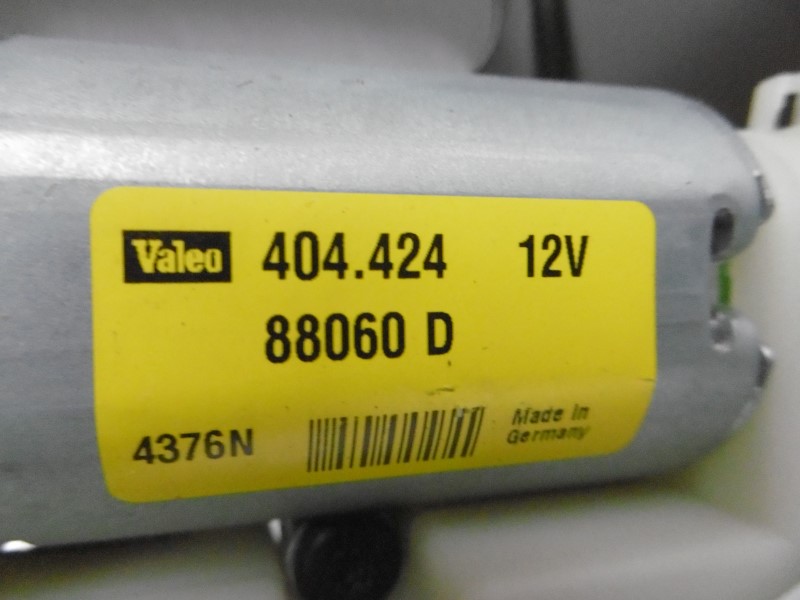 Valeo 404.424 12V
88060 D
4376N Made in
Germany